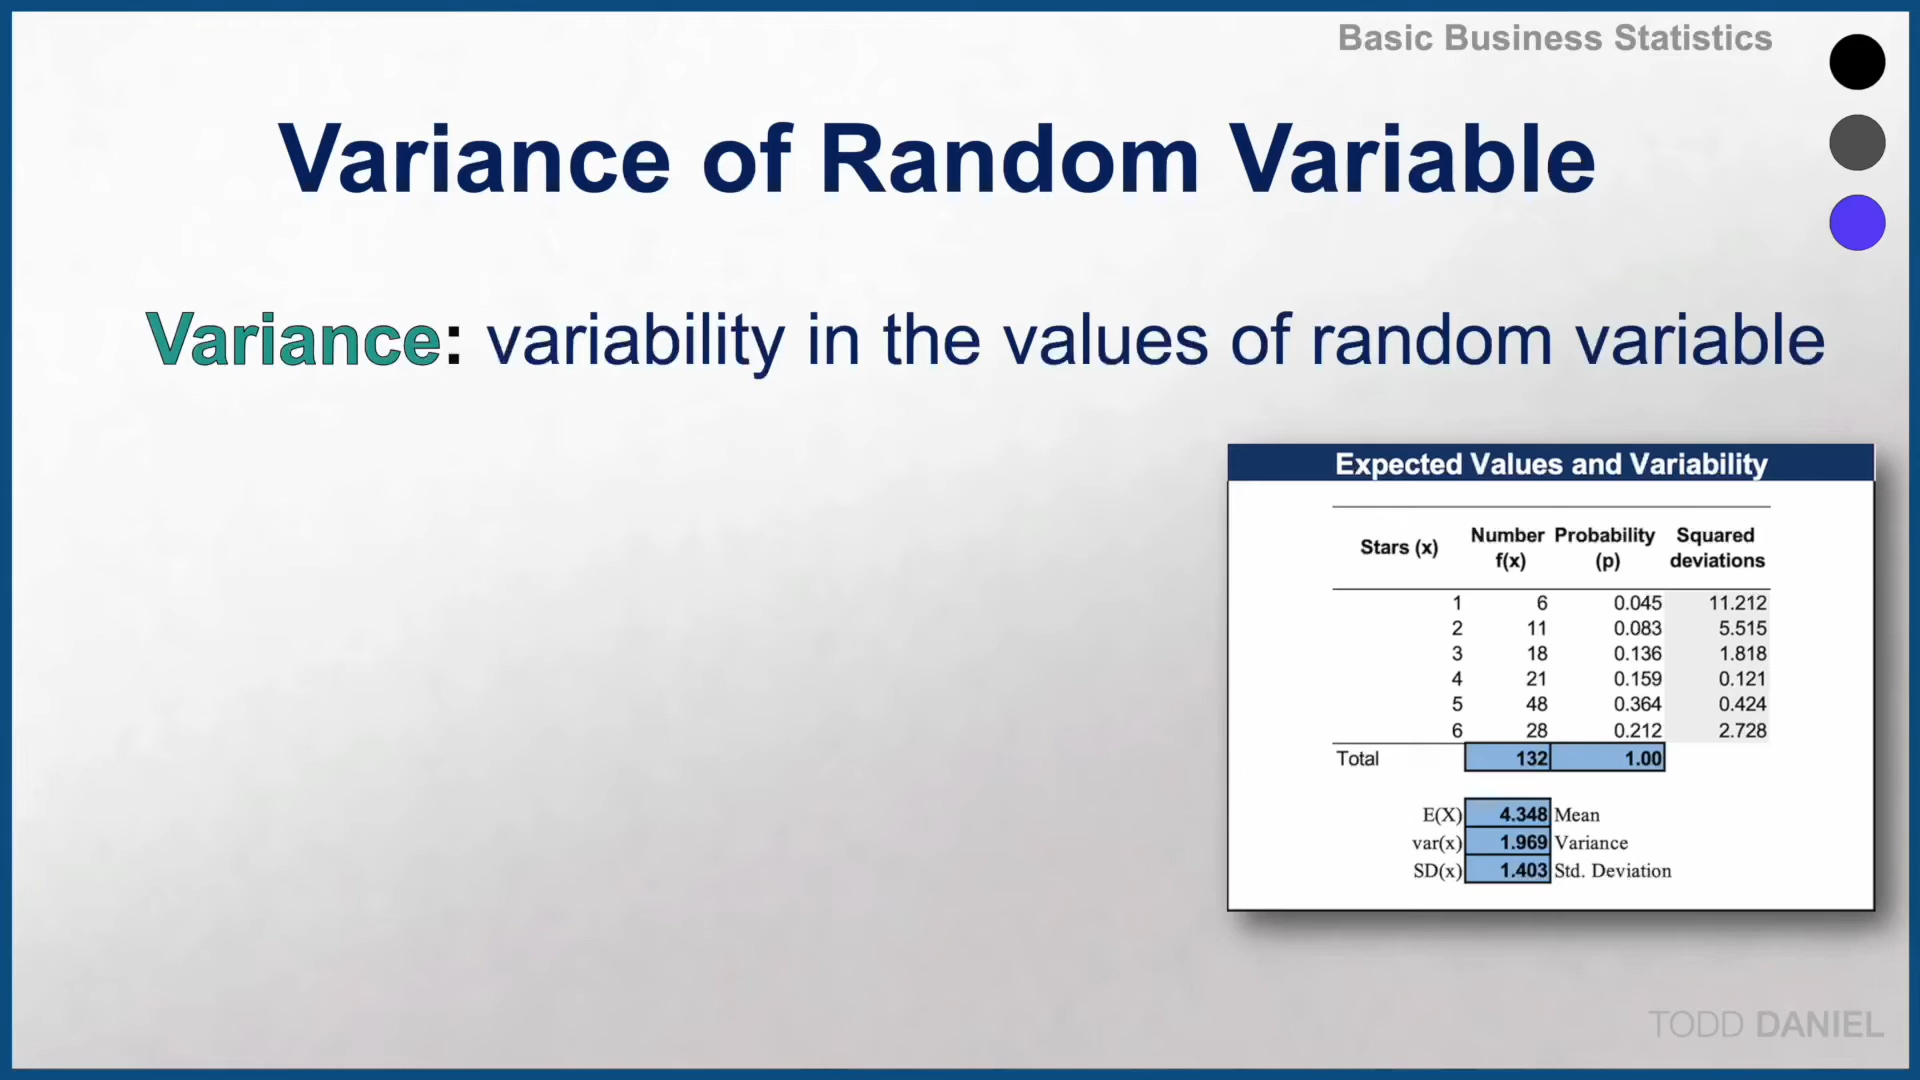 Basic Business Statistics
Variance of Random Variable
Variance: variability in the values of random variable
Expected Values and Variability
Stars (x) Number f(x) Probability (p) Squared deviations
1 6 0.045 11.212
2 11 0.083 5.515
3 18 0.136 1.818
4 21 0.159 0.121
5 48 0.364 0.424
6 28 0.212 2.728
Total 132 1.00
E(X) 4.348 Mean
var(x) 1.969 Variance
SD(x) 1.403 Std. Deviation
TODD DANIEL